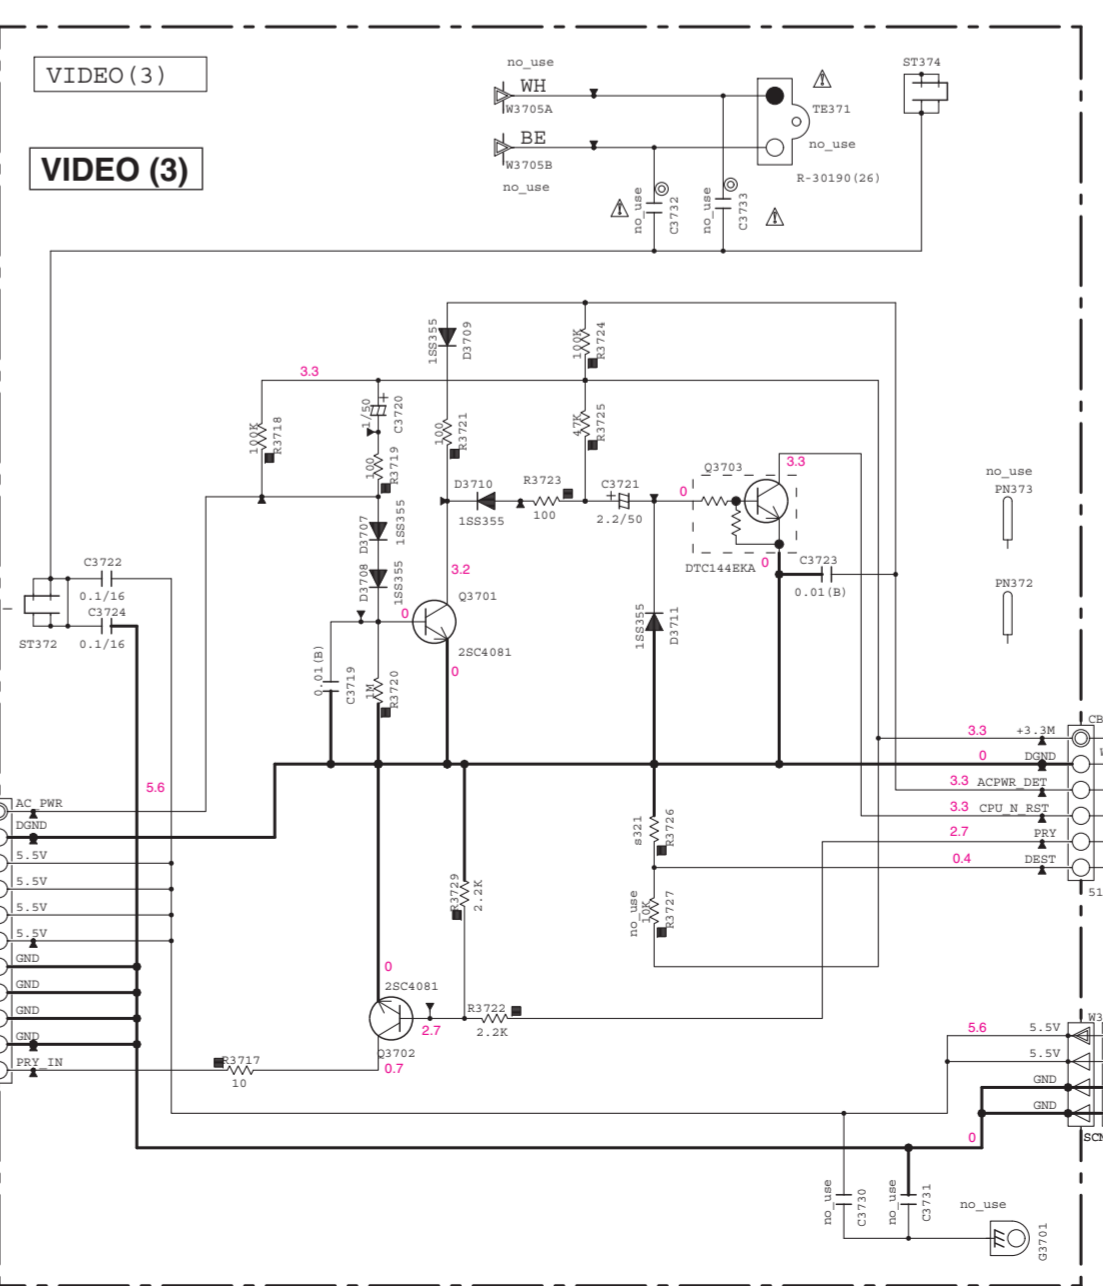 VIDEO(3)
VIDEO (3)
no_use
WH
W3705A
BE
W3705B
no_use
TE371
no_use
R-30190(26)
ST374
no_use
C3732
no_use
C3733
1SS355
D3709
100K
R3724
3.3
1/50
+
C3720
100K
R3718
100
R3719
100
R3721
47K
R3725
D3710
1SS355
R3723
100
C3721
+
2.2/50
0
Q3703
3.3
DTC144EKA
0
C3723
0.01(B)
no_use
PN373
PN372
D3707
1SS355
D3708
1SS355
3.2
Q3701
0
2SC4081
0
C3722
0.1/16
C3724
0.1/16
ST372
0.01(B)
C3719
1M
R3720
1SS355
D3711
5.6
AC_PWR
DGND
5.5V
5.5V
5.5V
5.5V
GND
GND
GND
GND
PRY_IN
3.3 +3.3M
0 DGND
3.3 ACPWR_DET
3.3 CPU_N_RST
2.7 PRY
0.4 DEST
CB
51
s321
R3726
no_use
10K
R3727
R3729
2.2K
0
2SC4081
Q3702
2.7
0.7
R3722
2.2K
R3717
10
5.6 5.5V
5.5V
GND
GND
0
W3
SCN
no_use
C3730
no_use
C3731
no_use
G3701